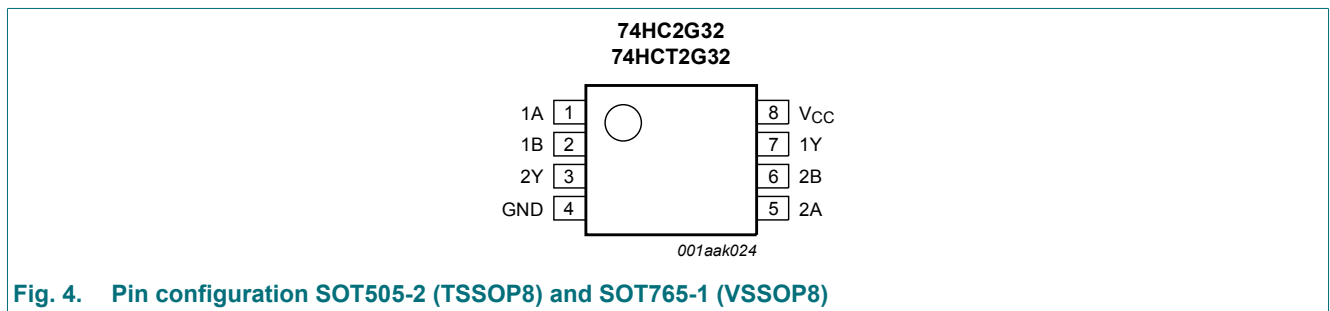 74HC2G32
74HCT2G32
1A 1 8 VCC
1B 2 7 1Y
2Y 3 6 2B
GND 4 5 2A
001aak024
Fig. 4. Pin configuration SOT505-2 (TSSOP8) and SOT765-1 (VSSOP8)